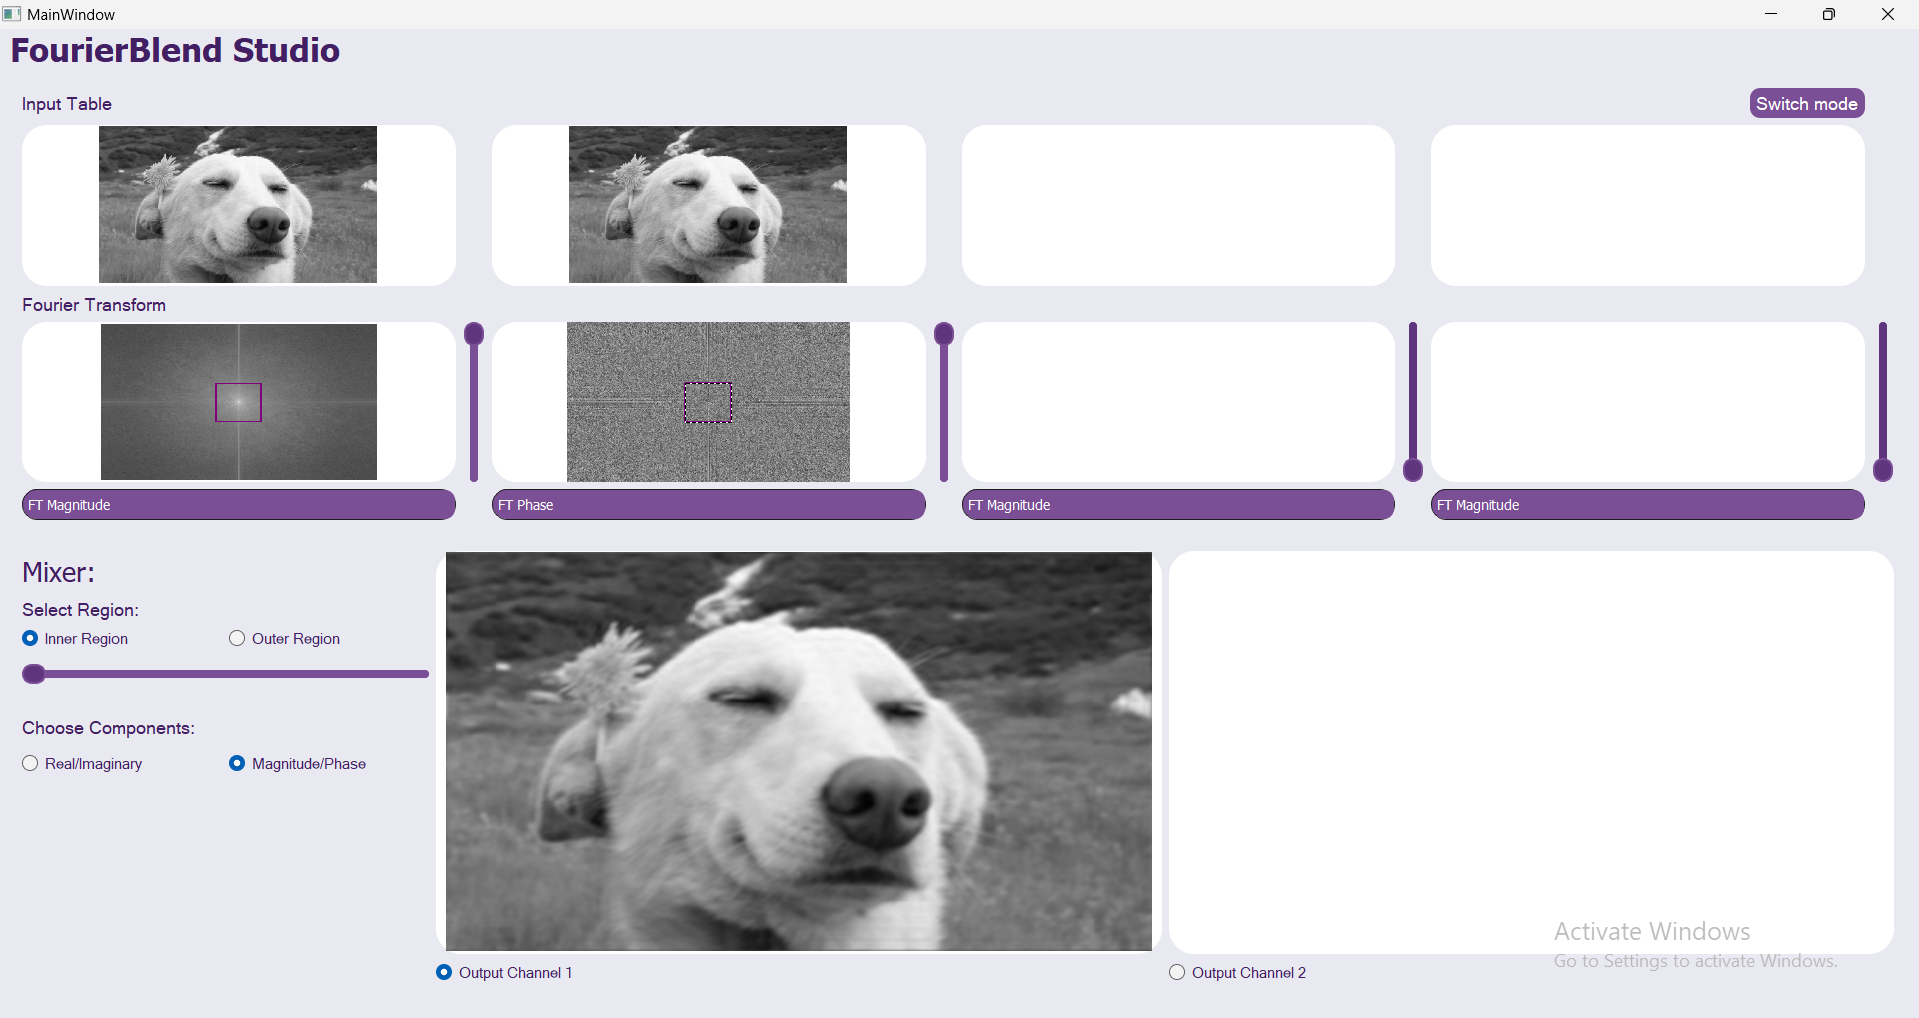 MainWindow
FourierBlend Studio
Input Table
Switch mode
Fourier Transform
FT Magnitude
FT Phase
FT Magnitude
FT Magnitude
Mixer:
Select Region:
Inner Region
Outer Region
Choose Components:
Real/Imaginary
Magnitude/Phase
Output Channel 1
Output Channel 2
Activate Windows
Go to Settings to activate Windows.